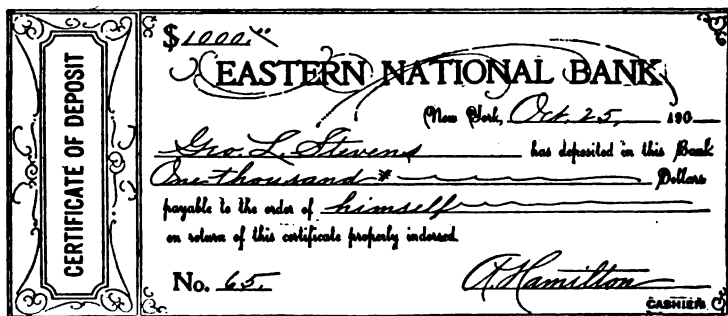 CERTIFICATE OF DEPOSIT
$1000.00
EASTERN NATIONAL BANK
New York, Oct. 25, 190
Geo. L. Stevens has deposited in this Bank
One thousand # Dollars
payable to the order of himself
on return of this certificate properly indorsed.
No. 65. A. Hamilton
CASHIER